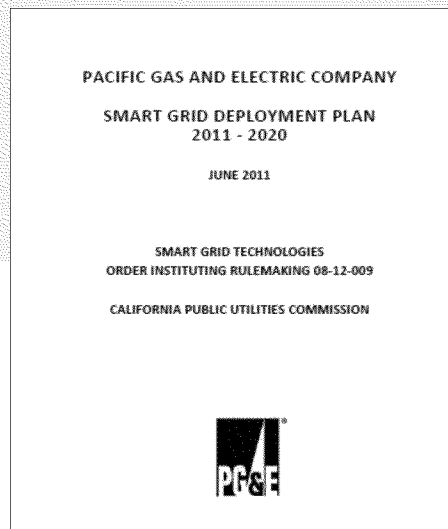 PACIFIC GAS AND ELECTRIC COMPANY
SMART GRID DEPLOYMENT PLAN
2011 - 2020
JUNE 2011
SMART GRID TECHNOLOGIES
ORDER INSTITUTING RULEMAKING 08-12-009
CALIFORNIA PUBLIC UTILITIES COMMISSION
PG&E